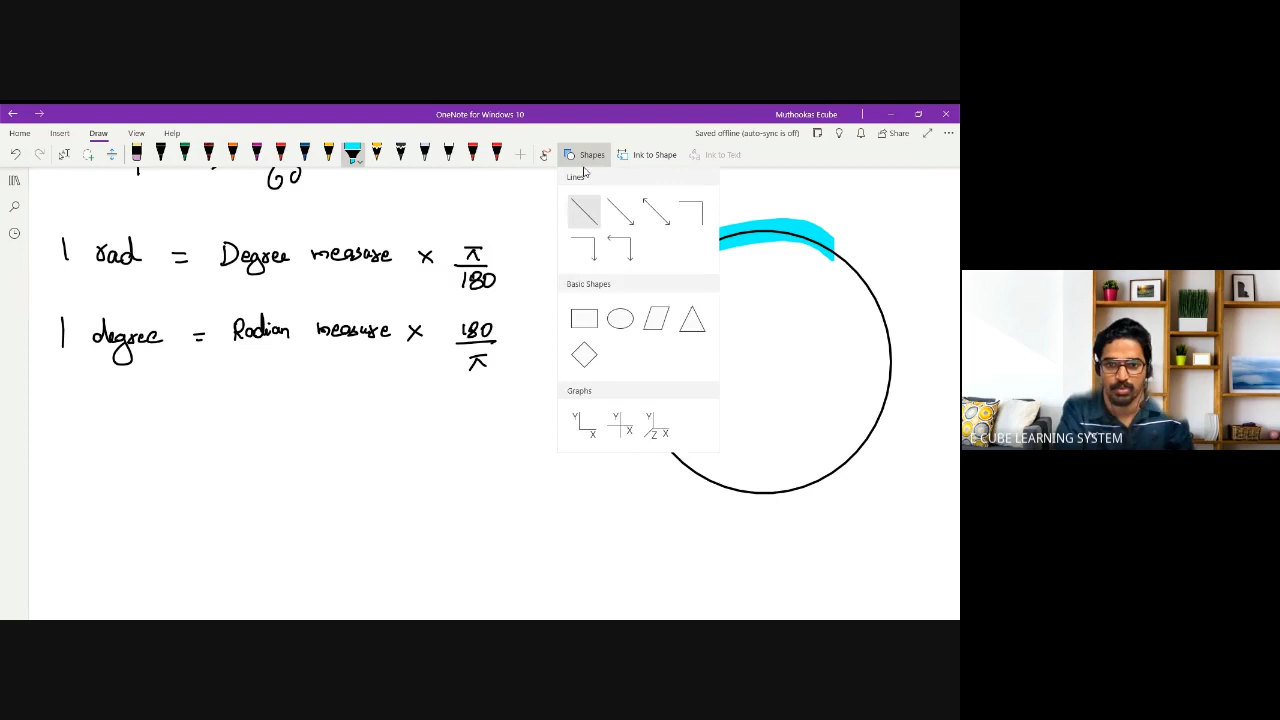 OneNote for Windows 10
Muthookas Ecube
Home Insert Draw View Help
Saved offline (auto-sync is off)
Share
Shapes
Ink to Shape
Ink to Text
Lines
60
1 rad = Degree measure × π/180
1 degree = Radian measure × 180/π
Basic Shapes
Graphs
Y X Y X Y Z X
E CUBE LEARNING SYSTEM